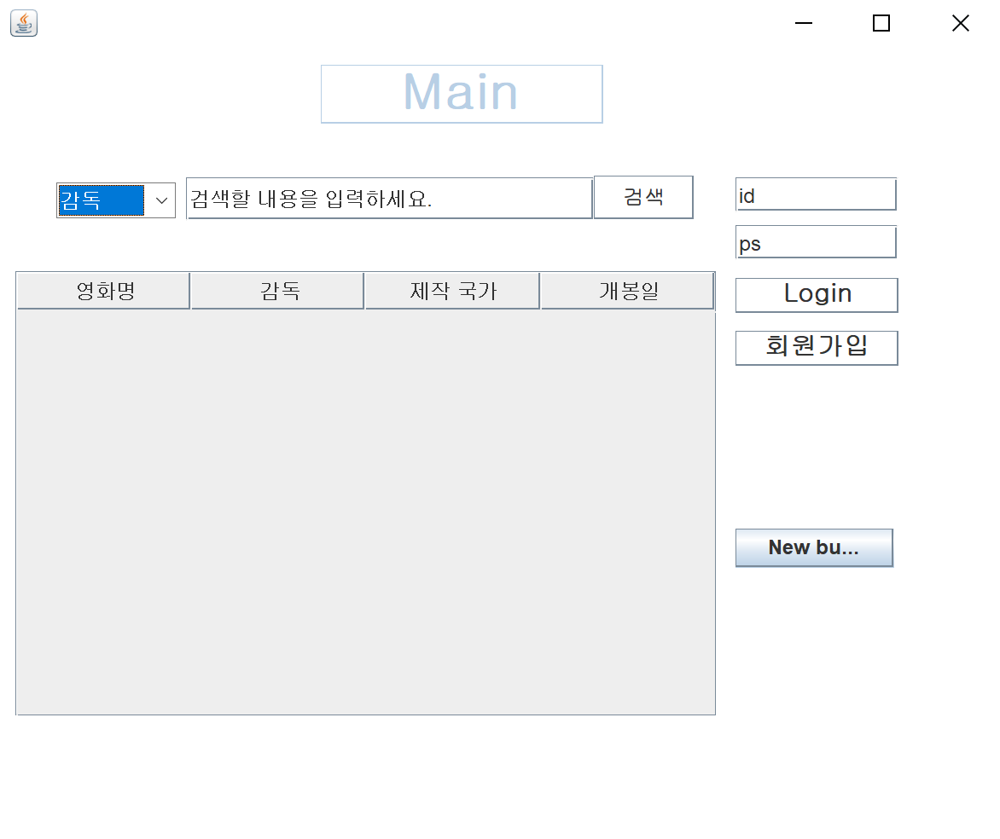 Main
감독
검색할 내용을 입력하세요.
검색
id
ps
영화명
감독
제작 국가
개봉일
Login
회원가입
New bu...